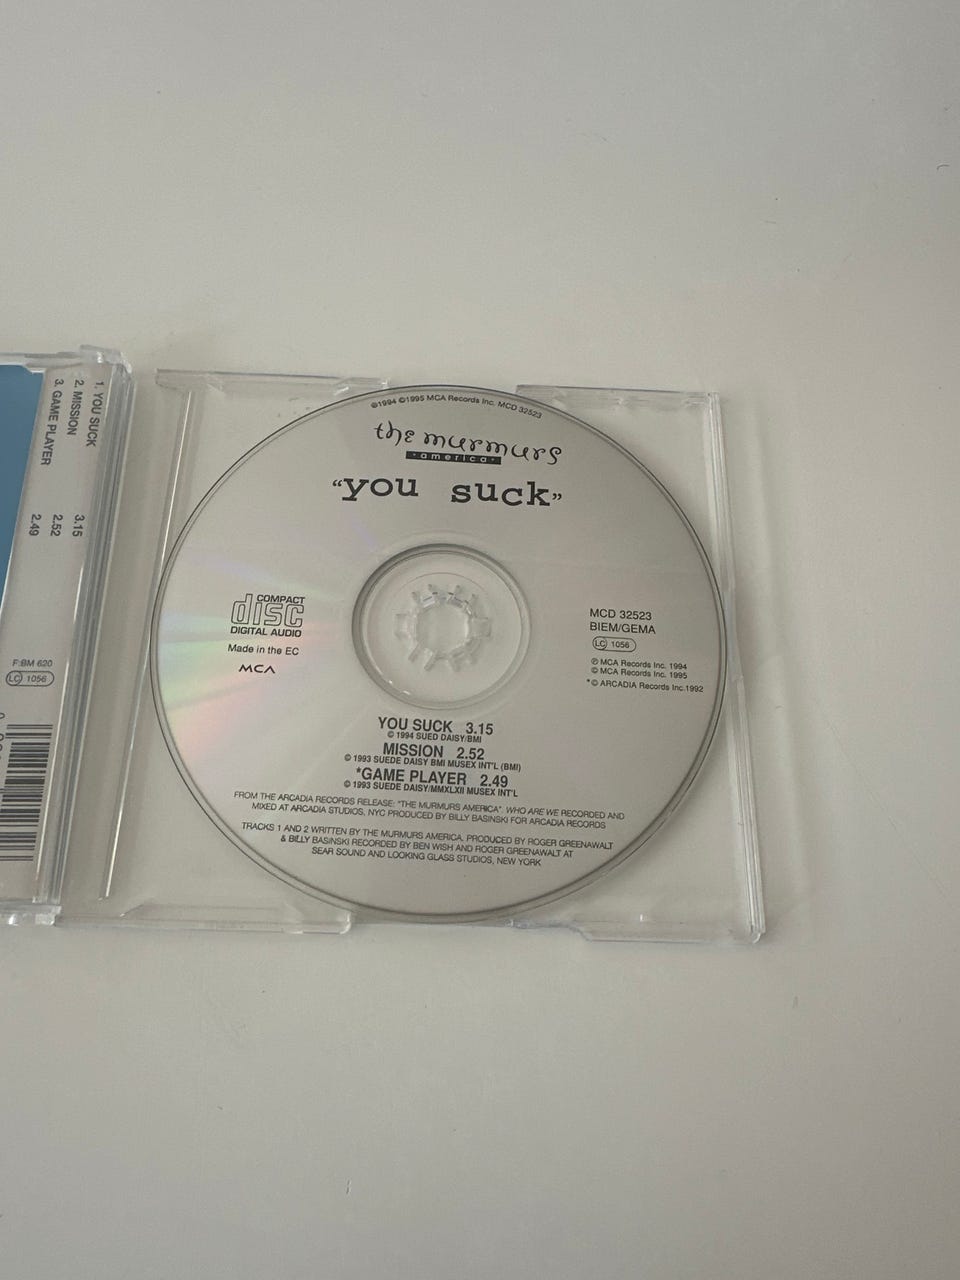 1. YOU SUCK 3.15
2. MISSION 2.52
3. GAME PLAYER 2.49
F:BM 620
LC 1056
℗1994 ©1995 MCA Records Inc. MCD 32523
the murmurs
·america·
“you suck”
COMPACT
disc
DIGITAL AUDIO
Made in the EC
MCA
MCD 32523
BIEM/GEMA
LC 1056
℗ MCA Records Inc. 1994
© MCA Records Inc. 1995
*© ARCADIA Records Inc.1992
YOU SUCK 3.15
© 1994 SUED DAISY/BMI
MISSION 2.52
© 1993 SUEDE DAISY BMI MUSEX INT'L (BMI)
*GAME PLAYER 2.49
© 1993 SUEDE DAISY/MMXLXII MUSEX INT'L
FROM THE ARCADIA RECORDS RELEASE: "THE MURMURS AMERICA". WHO ARE WE RECORDED AND
MIXED AT ARCADIA STUDIOS, NYC PRODUCED BY BILLY BASINSKI FOR ARCADIA RECORDS
TRACKS 1 AND 2 WRITTEN BY THE MURMURS AMERICA, PRODUCED BY ROGER GREENAWALT
& BILLY BASINSKI RECORDED BY BEN WISH AND ROGER GREENAWALT AT
SEAR SOUND AND LOOKING GLASS STUDIOS, NEW YORK